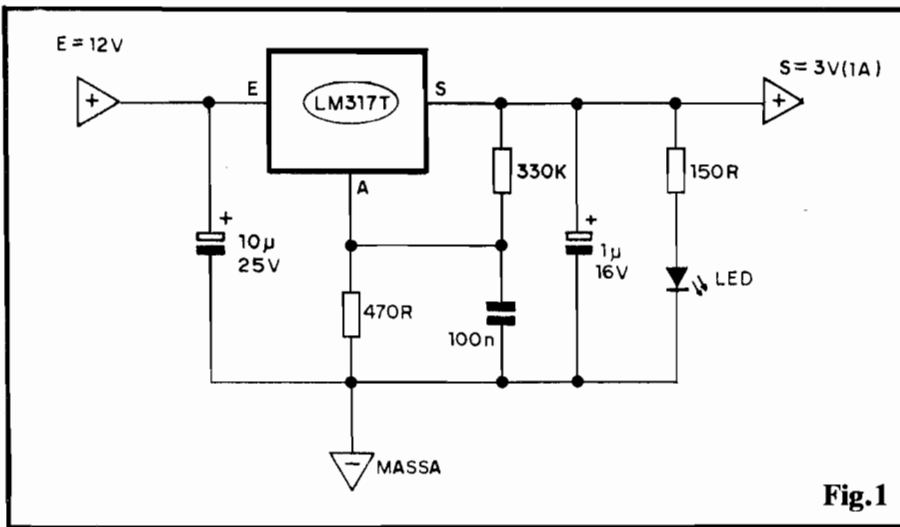 E = 12V
S = 3V(1A)
+
E
LM317T
S
+
A
330K
150R
+
10µ
25V
+
1µ
16V
LED
470R
100n
−
MASSA
Fig.1